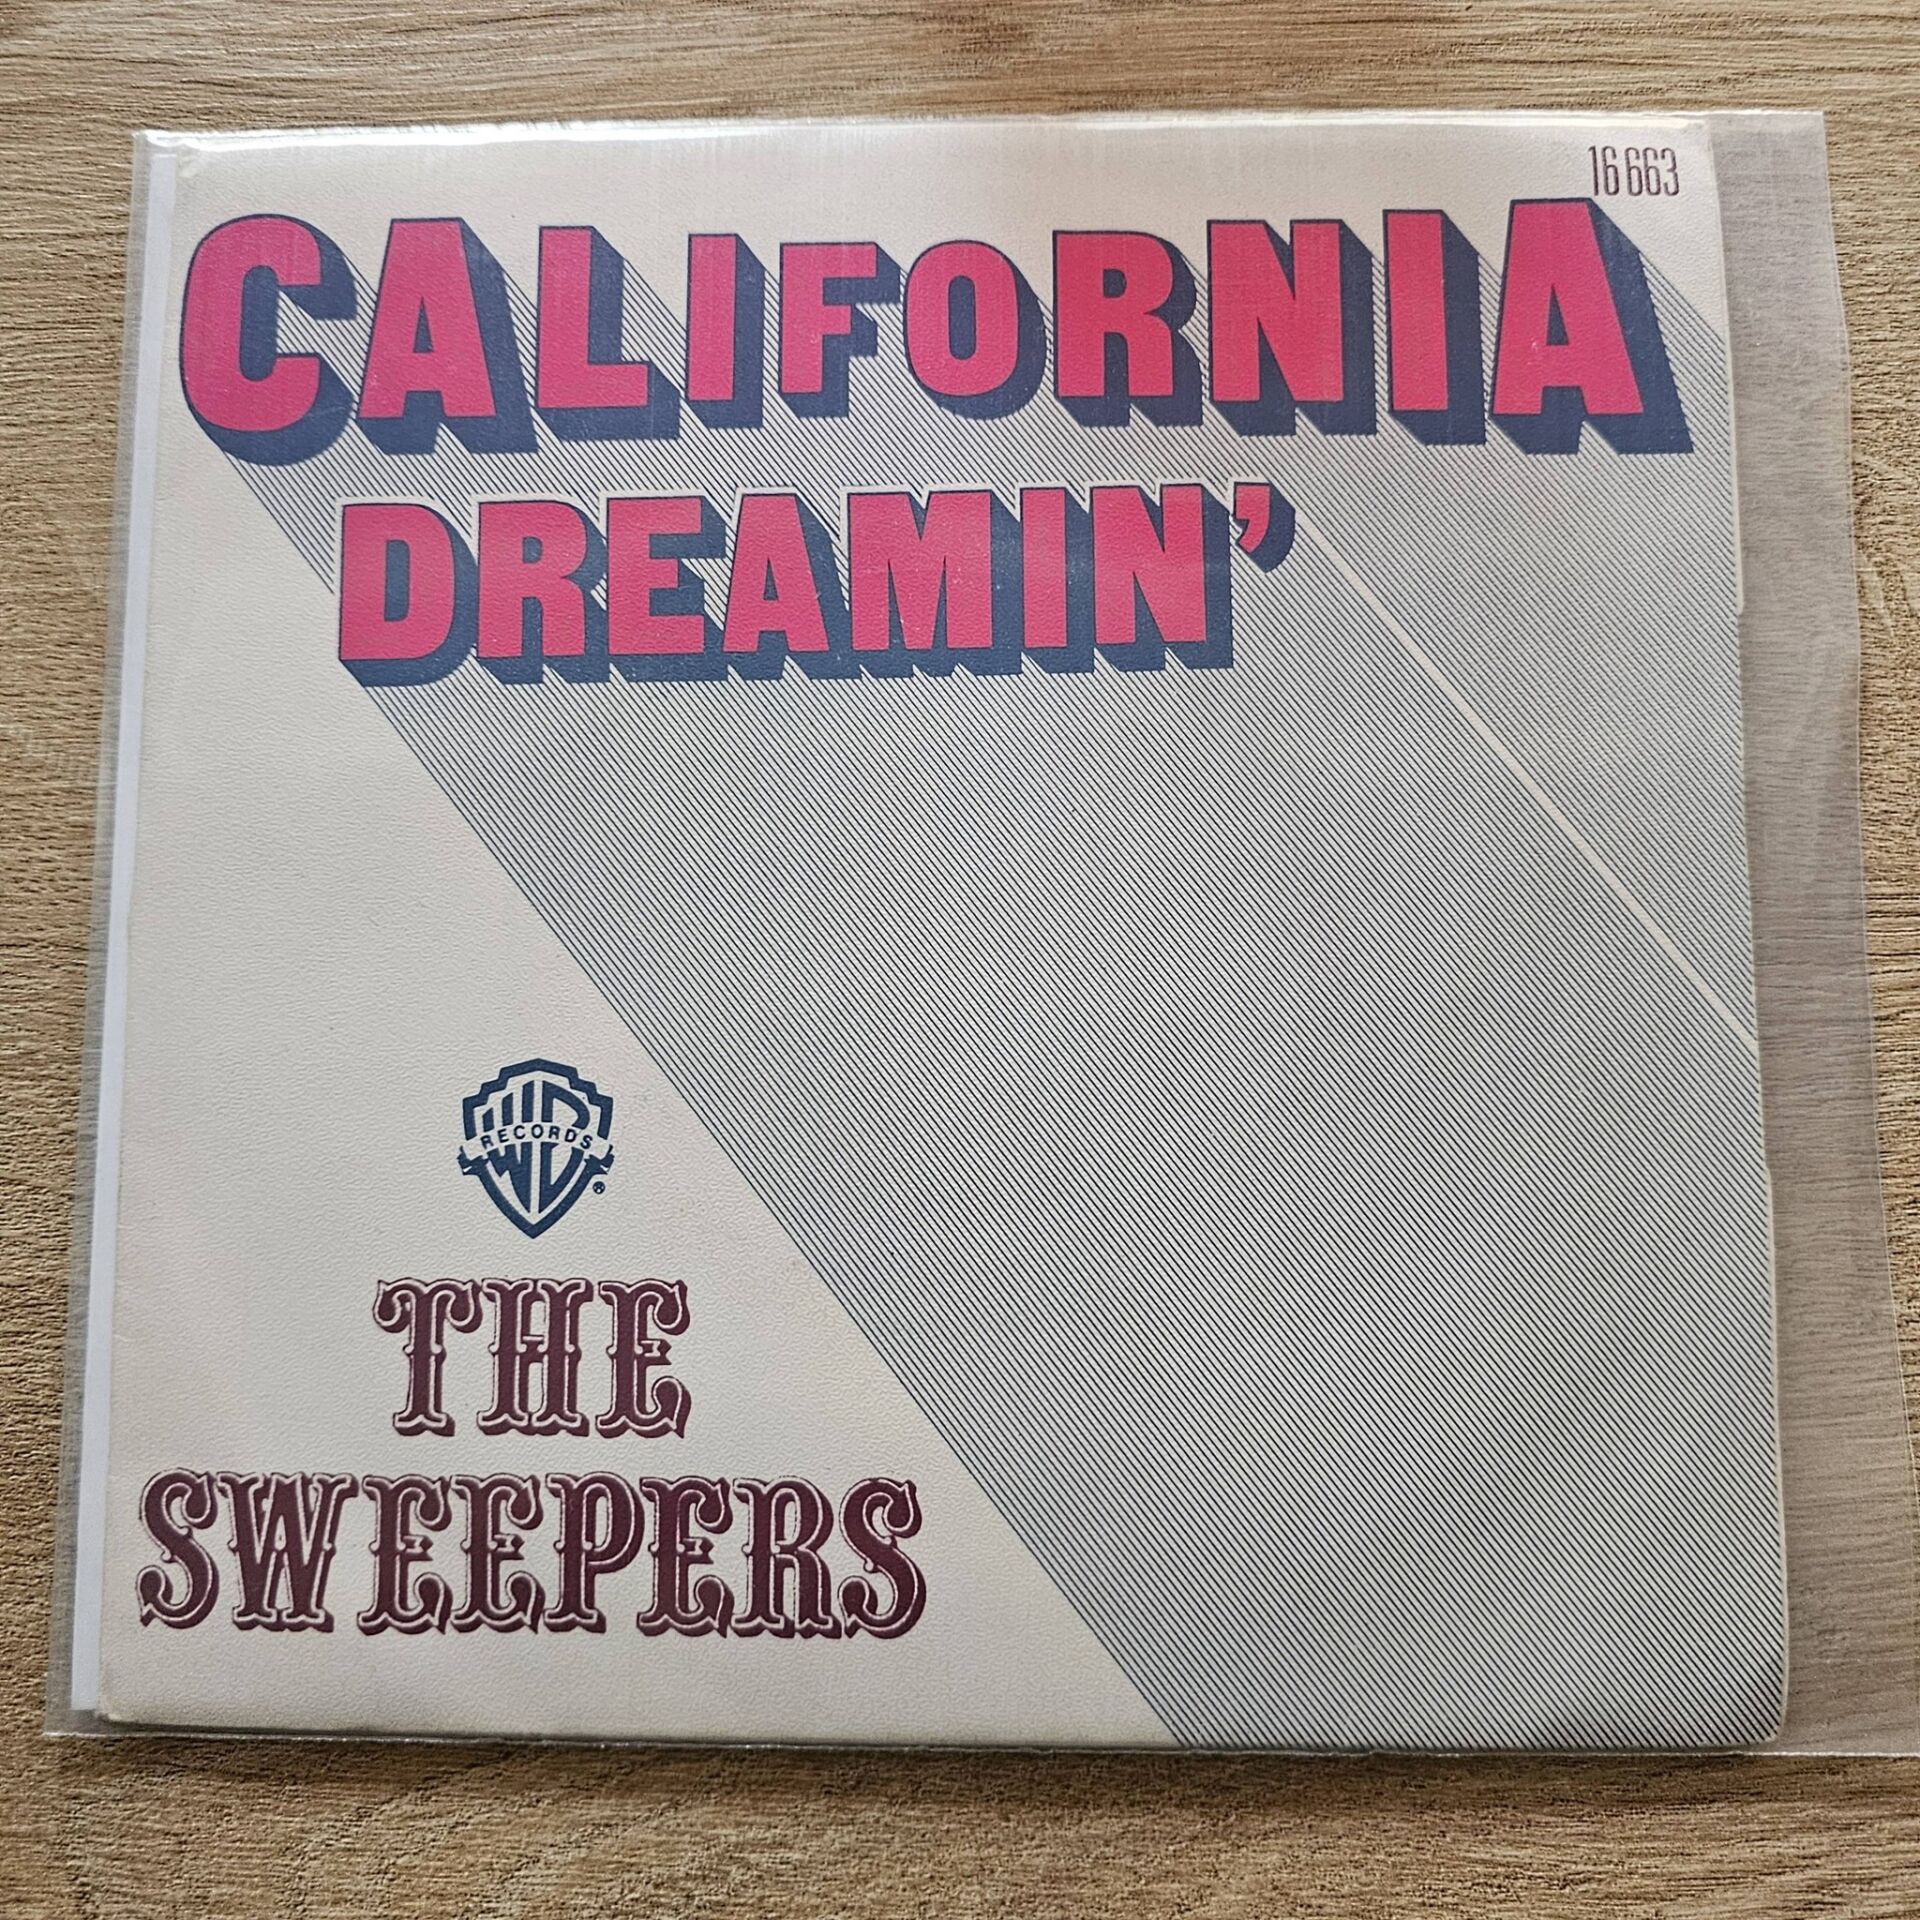 16 663
CALIFORNIA
DREAMIN'
WB
RECORDS
®
THE
SWEEPERS